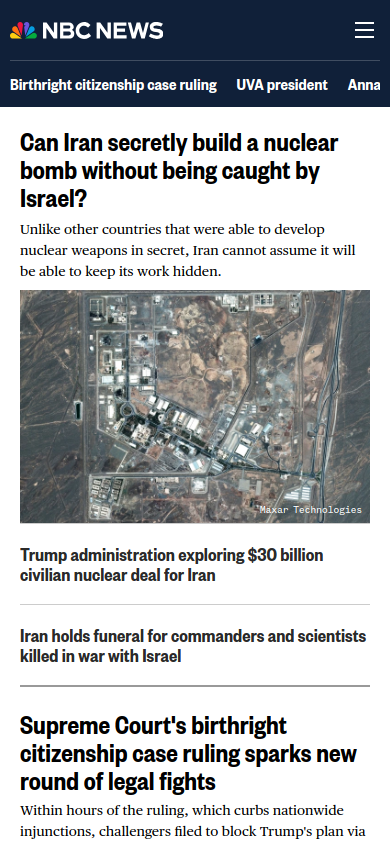 NBC NEWS
Birthright citizenship case ruling UVA president Anna
Can Iran secretly build a nuclear
bomb without being caught by
Israel?
Unlike other countries that were able to develop
nuclear weapons in secret, Iran cannot assume it will
be able to keep its work hidden.
Maxar Technologies
Trump administration exploring $30 billion
civilian nuclear deal for Iran
Iran holds funeral for commanders and scientists
killed in war with Israel
Supreme Court's birthright
citizenship case ruling sparks new
round of legal fights
Within hours of the ruling, which curbs nationwide
injunctions, challengers filed to block Trump's plan via